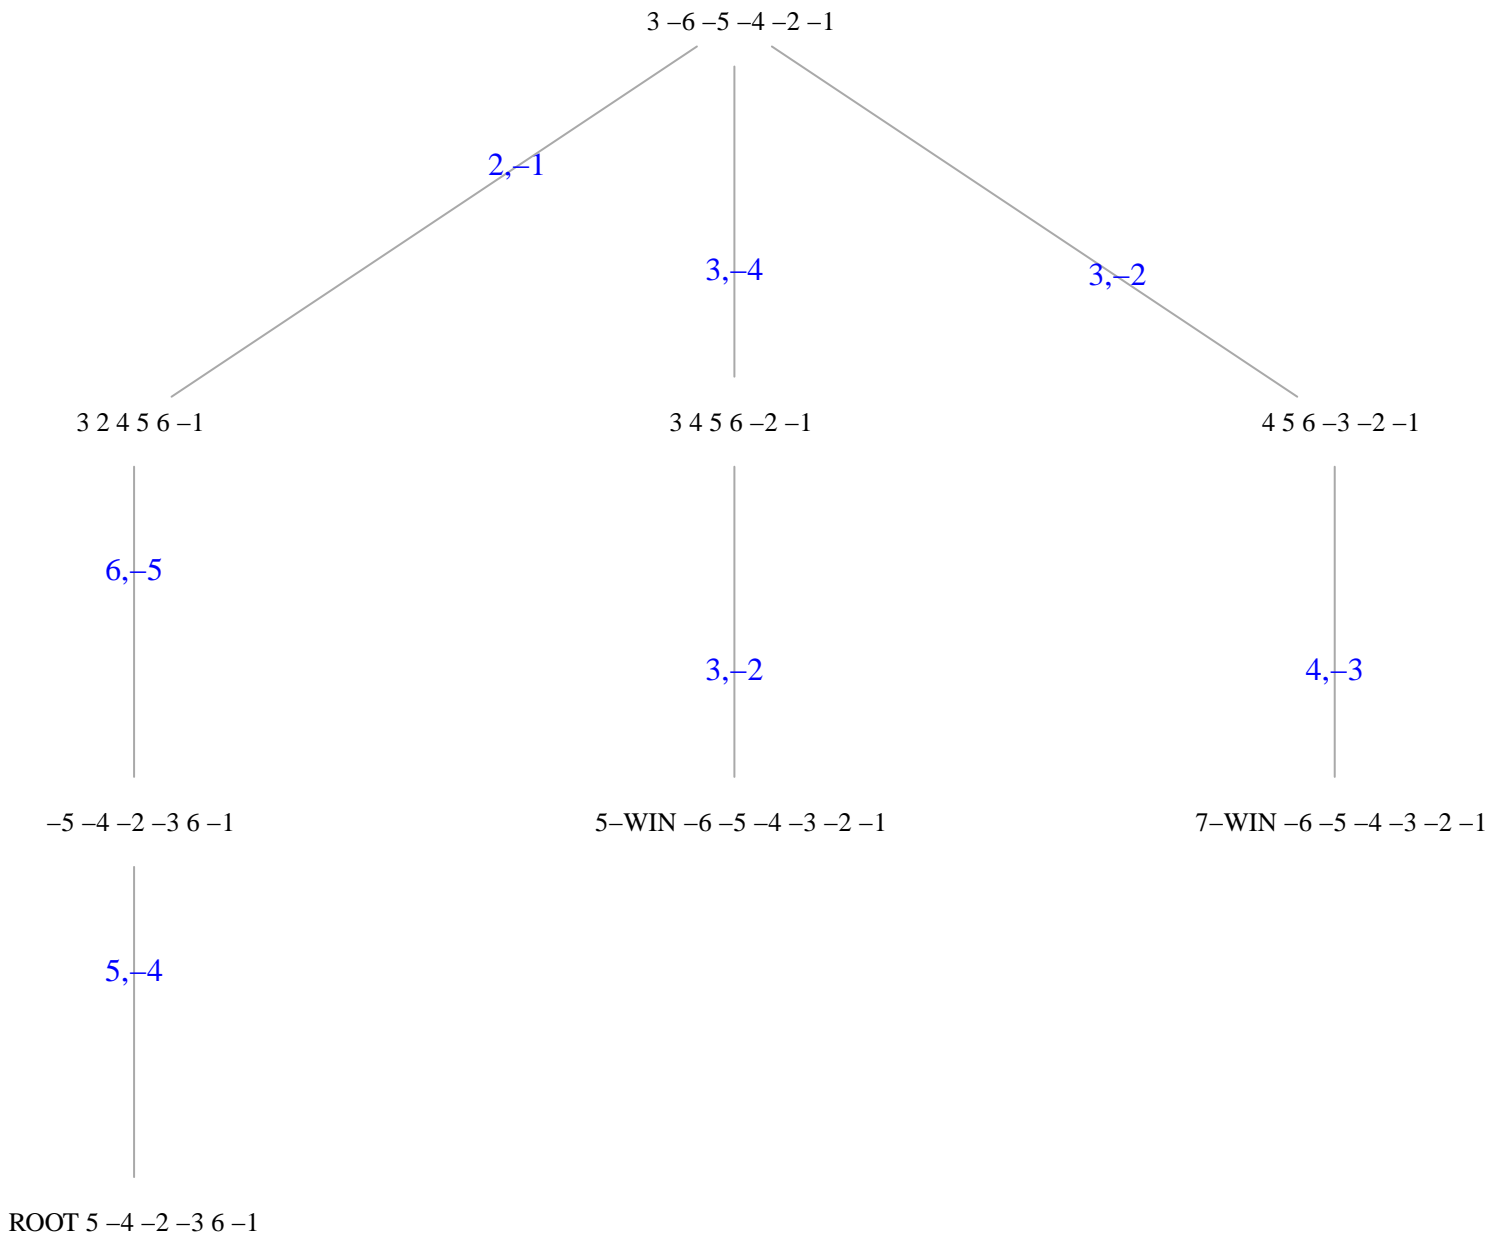 3 –6 –5 –4 –2 –1
2,–1
3,–4
3,–2
3 2 4 5 6 –1
3 4 5 6 –2 –1
4 5 6 –3 –2 –1
6,–5
3,–2
4,–3
–5 –4 –2 –3 6 –1
5–WIN –6 –5 –4 –3 –2 –1
7–WIN –6 –5 –4 –3 –2 –1
5,–4
ROOT 5 –4 –2 –3 6 –1